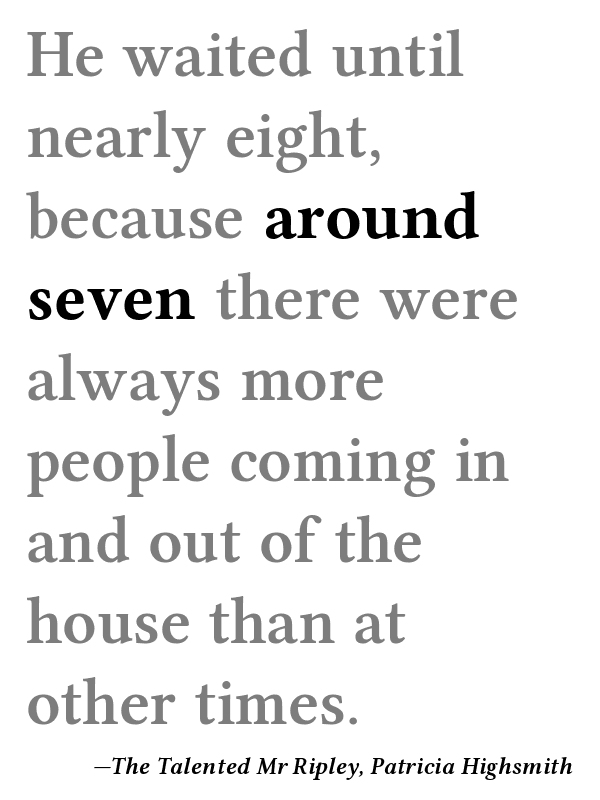 He waited until
nearly eight,
because around
seven there were
always more
people coming in
and out of the
house than at
other times.
—The Talented Mr Ripley, Patricia Highsmith